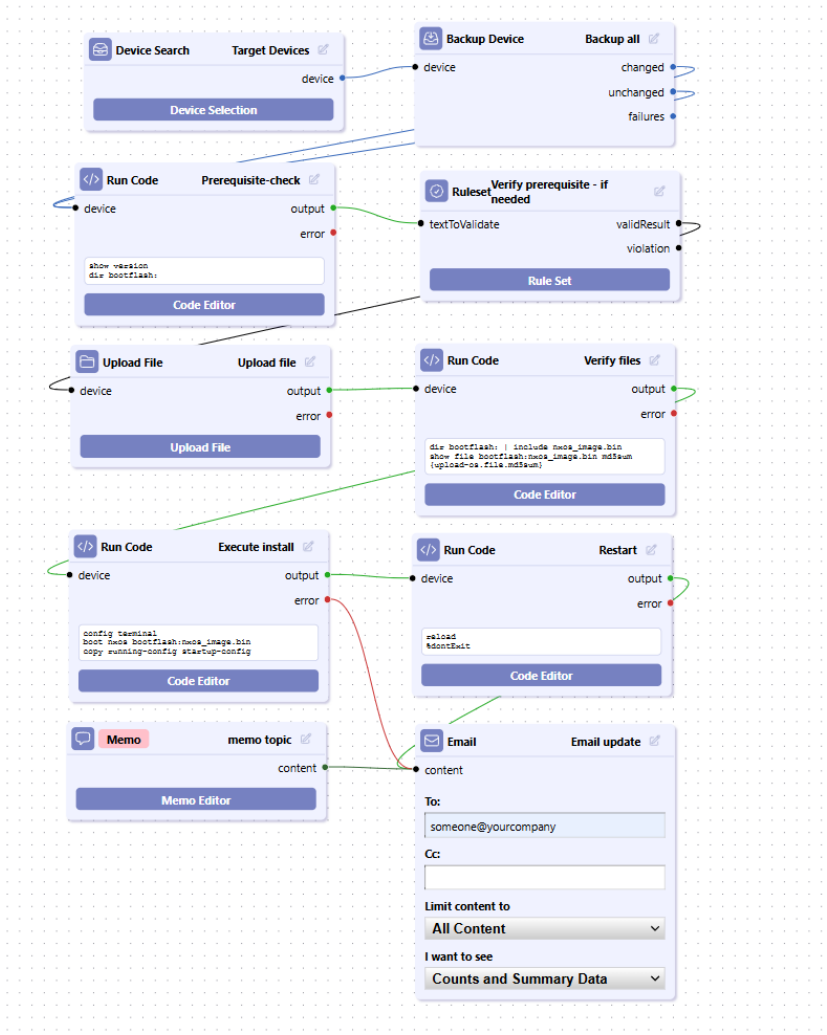 Device Search Target Devices
device
Device Selection
Backup Device Backup all
device changed
unchanged
failures
Run Code Prerequisite-check
device output
error
show version
dir bootflash:
Code Editor
Ruleset Verify prerequisite - if
needed
textToValidate validResult
violation
Rule Set
Upload File Upload file
device output
error
Upload File
Run Code Verify files
device output
error
dir bootflash: | include nxos_image.bin
show file bootflash:nxos_image.bin md5sum
{upload-os.file.md5sum}
Code Editor
Run Code Execute install
device output
error
config terminal
boot nxos bootflash:nxos_image.bin
copy running-config startup-config
Code Editor
Run Code Restart
device output
error
reload
%dontExit
Code Editor
Memo memo topic
content
Memo Editor
Email Email update
content
To:
someone@yourcompany
Cc:
Limit content to
All Content
I want to see
Counts and Summary Data